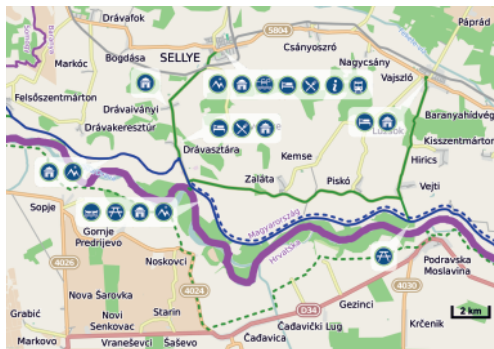 Drávafok
Páprád
5804
Csányoszró
Bogdása
SELLYE
Markóc
Nagycsány
Vajszló
Felsőszentmárton
Drávaiványi
Baranyahídvég
Drávakeresztúr
Kisszentmárton
Drávasztára
Kemse
Hirics
Zaláta
Piskó
Vejti
Sopje
Magyarország
Gornje
Predrijevo
Hrvatska
Noskovci
4026
Podravska
Moslavina
4024
4030
Nova Šarovka
Gezinci
2 km
Grabić
Novi
Senkovac
Starin
D34
Krčenik
Čađavički Lug
Markovo
Vraneševci
Šaševo
Čađavica